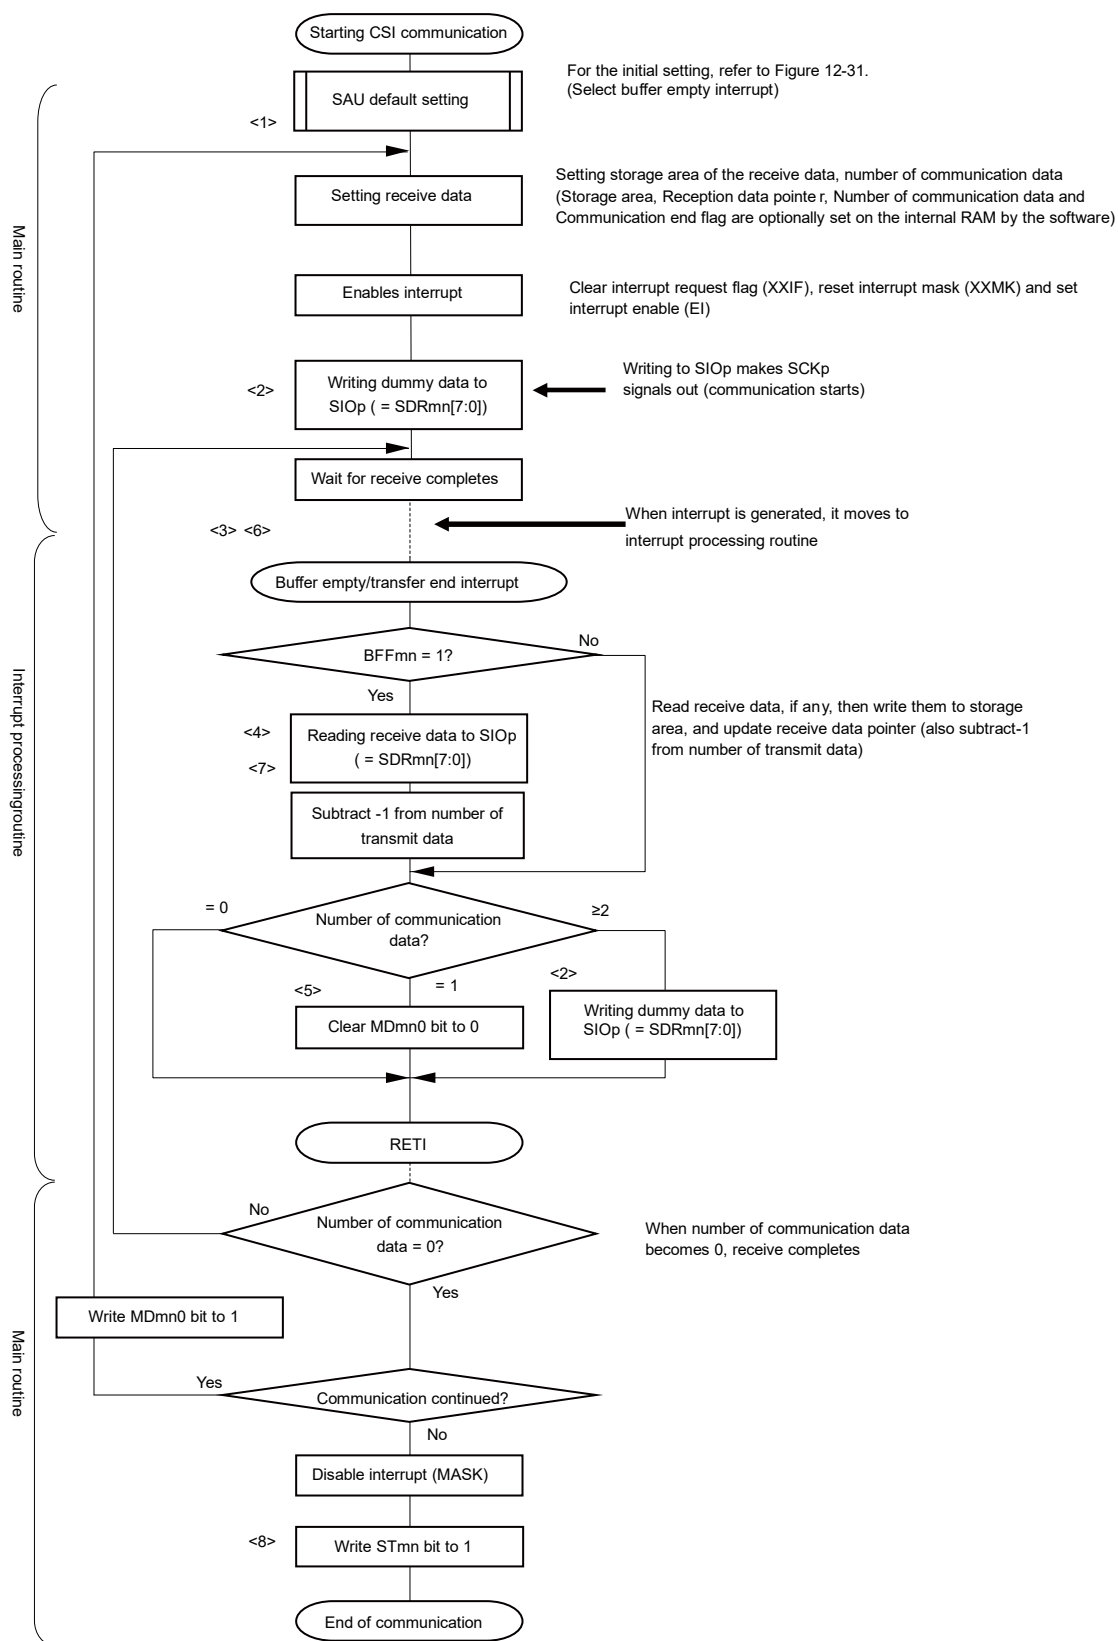 Starting CSI communication
For the initial setting, refer to Figure 12-31.
(Select buffer empty interrupt)
SAU default setting
<1>
Setting storage area of the receive data, number of communication data
(Storage area, Reception data pointe r, Number of communication data and
Communication end flag are optionally set on the internal RAM by the software)
Setting receive data
Main routine
Enables interrupt
Clear interrupt request flag (XXIF), reset interrupt mask (XXMK) and set
interrupt enable (EI)
<2>
Writing dummy data to
SIOp ( = SDRmn[7:0])
Writing to SIOp makes SCKp
signals out (communication starts)
Wait for receive completes
<3> <6>
When interrupt is generated, it moves to
interrupt processing routine
Buffer empty/transfer end interrupt
No
BFFmn = 1?
Yes
Interrupt processingroutine
Read receive data, if any, then write them to storage
area, and update receive data pointer (also subtract-1
from number of transmit data)
<4>
<7>
Reading receive data to SIOp
( = SDRmn[7:0])
Subtract -1 from number of
transmit data
= 0
Number of communication
data?
≥2
= 1
<5>
<2>
Clear MDmn0 bit to 0
Writing dummy data to
SIOp ( = SDRmn[7:0])
RETI
No
Number of communication
data = 0?
When number of communication data
becomes 0, receive completes
Yes
Write MDmn0 bit to 1
Main routine
Yes
Communication continued?
No
Disable interrupt (MASK)
<8>
Write STmn bit to 1
End of communication